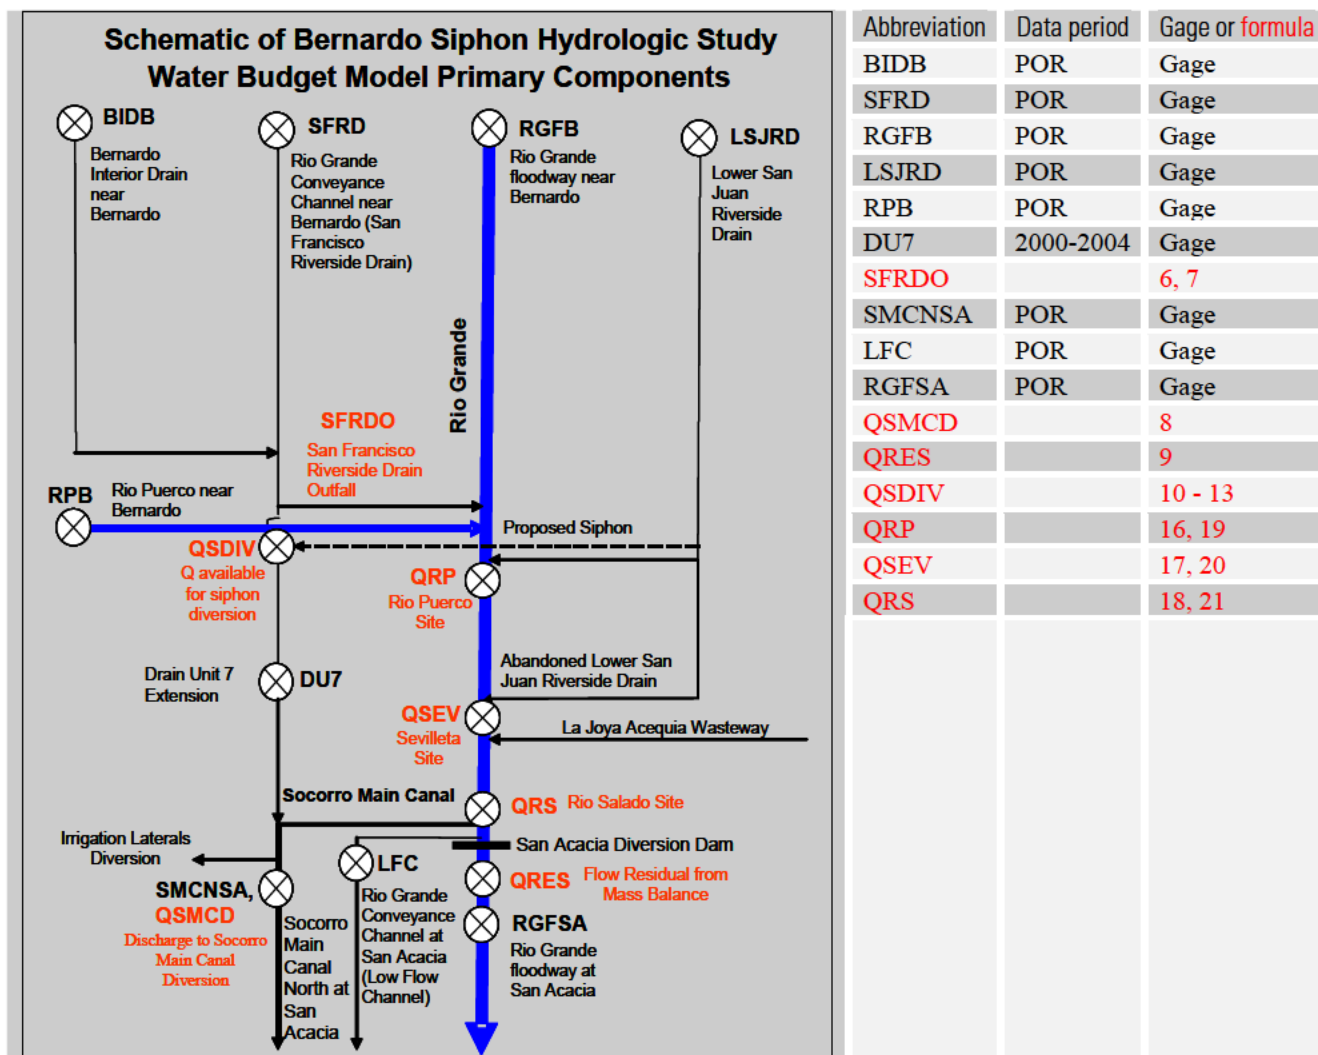 Schematic of Bernardo Siphon Hydrologic Study
Water Budget Model Primary Components
BIDB
Bernardo
Interior Drain
near
Bernardo
SFRD
Rio Grande
Conveyance
Channel near
Bernardo (San
Francisco
Riverside Drain)
RGFB
Rio Grande
floodway near
Bernardo
LSJRD
Lower San
Juan
Riverside
Drain
Rio Grande
SFRDO
San Francisco
Riverside Drain
Outfall
RPB
Rio Puerco near
Bernardo
Proposed Siphon
QSDIV
Q available
for siphon
diversion
QRP
Rio Puerco
Site
Drain Unit 7
Extension
DU7
Abandoned Lower San
Juan Riverside Drain
QSEV
Sevilleta
Site
La Joya Acequia Wasteway
Socorro Main Canal
QRS
Rio Salado Site
Irrigation Laterals
Diversion
San Acacia Diversion Dam
SMCNSA,
QSMCD
Discharge to Socorro
Main Canal
Diversion
Socorro
Main
Canal
North at
San
Acacia
LFC
Rio Grande
Conveyance
Channel at
San Acacia
(Low Flow
Channel)
QRES
Flow Residual from
Mass Balance
RGFSA
Rio Grande
floodway at
San Acacia
Abbreviation Data period Gage or formula
BIDB POR Gage
SFRD POR Gage
RGFB POR Gage
LSJRD POR Gage
RPB POR Gage
DU7 2000-2004 Gage
SFRDO 6, 7
SMCNSA POR Gage
LFC POR Gage
RGFSA POR Gage
QSMCD 8
QRES 9
QSDIV 10 - 13
QRP 16, 19
QSEV 17, 20
QRS 18, 21